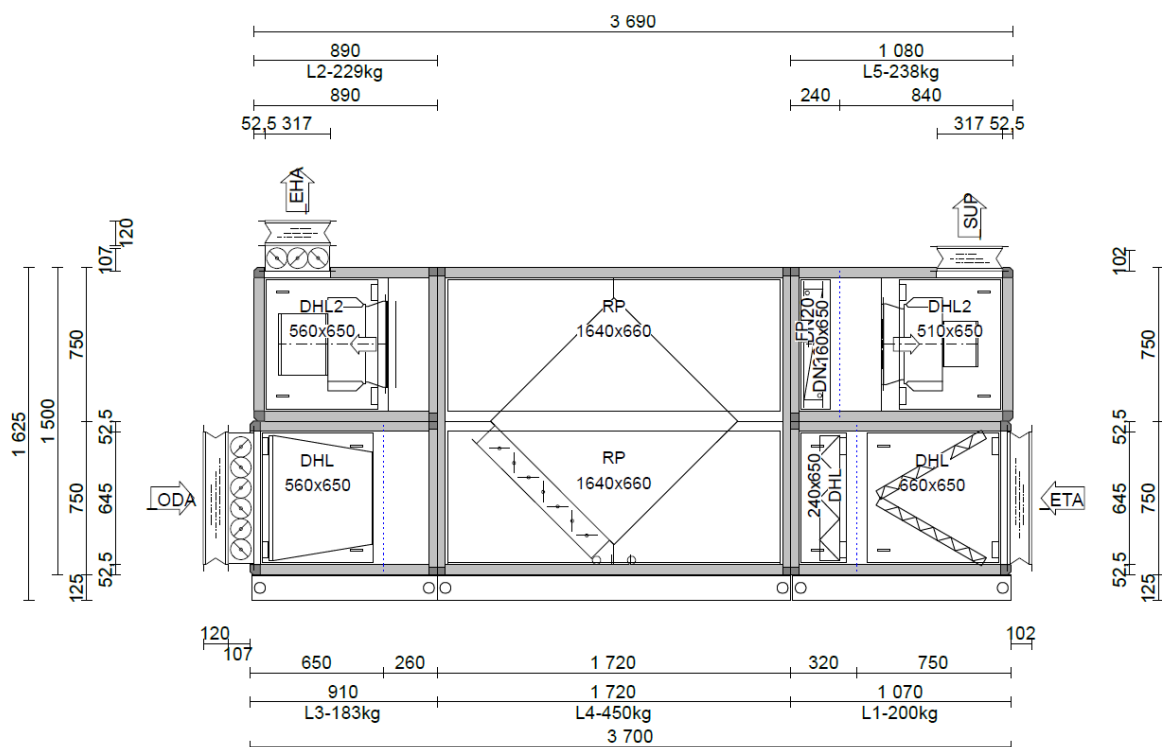 3 690
890
1 080
L2-229kg
L5-238kg
890
240
840
52,5 317
317 52,5
EHA
SUP
120
107
102
DHL2
560x650
RP
1640x660
FP
DN20
DN
160x650
DHL2
510x650
1 625
1 500
750
750
52,5
645
52,5
125
750
52,5
645
750
52,5
125
ODA
DHL
560x650
RP
1640x660
240x650
DHL
DHL
660x650
ETA
120
107
102
650
260
1 720
320
750
910
1 720
1 070
L3-183kg
L4-450kg
L1-200kg
3 700